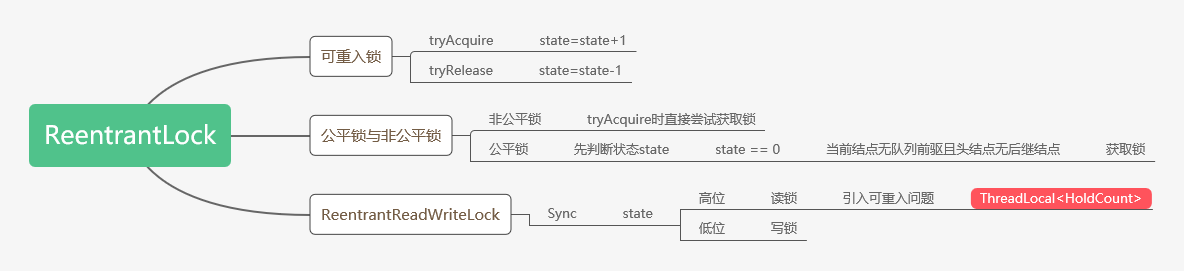 ReentrantLock
可重入锁
tryAcquire state=state+1
tryRelease state=state-1
公平锁与非公平锁
非公平锁 tryAcquire时直接尝试获取锁
公平锁 先判断状态state state == 0 当前结点无队列前驱且头结点无后继结点 获取锁
ReentrantReadWriteLock
Sync state
高位 读锁 引入可重入问题 ThreadLocal<HoldCount>
低位 写锁